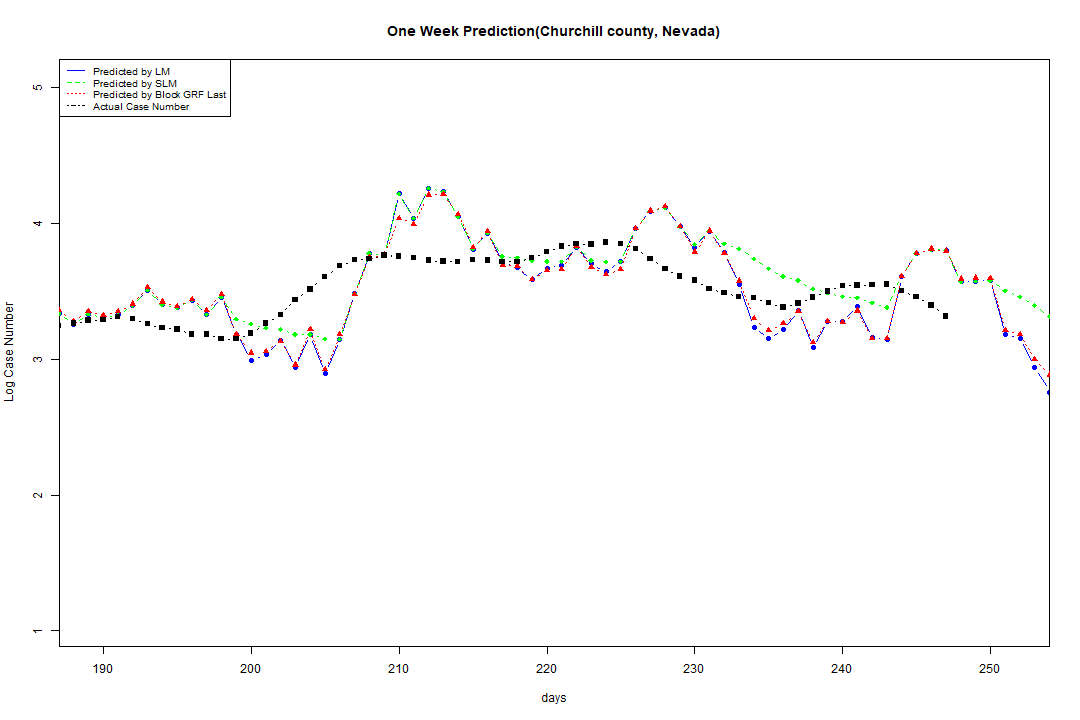 One Week Prediction(Churchill county, Nevada)
Predicted by LM
Predicted by SLM
Predicted by Block GRF Last
Actual Case Number
5
4
3
2
1
Log Case Number
190 200 210 220 230 240 250
days